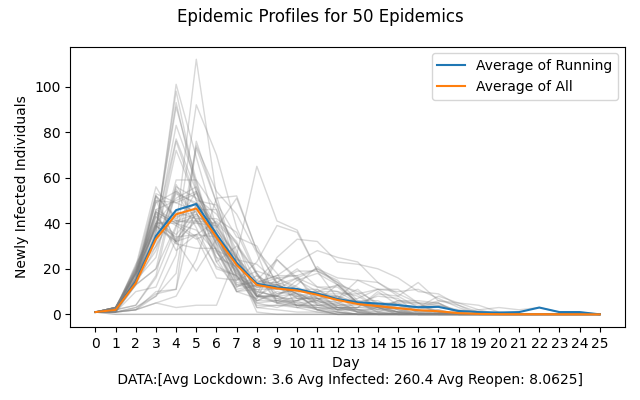 Epidemic Profiles for 50 Epidemics
Newly Infected Individuals
100
80
60
40
20
0
Average of Running
Average of All
0 1 2 3 4 5 6 7 8 9 10 11 12 13 14 15 16 17 18 19 20 21 22 23 24 25
Day
DATA:[Avg Lockdown: 3.6 Avg Infected: 260.4 Avg Reopen: 8.0625]